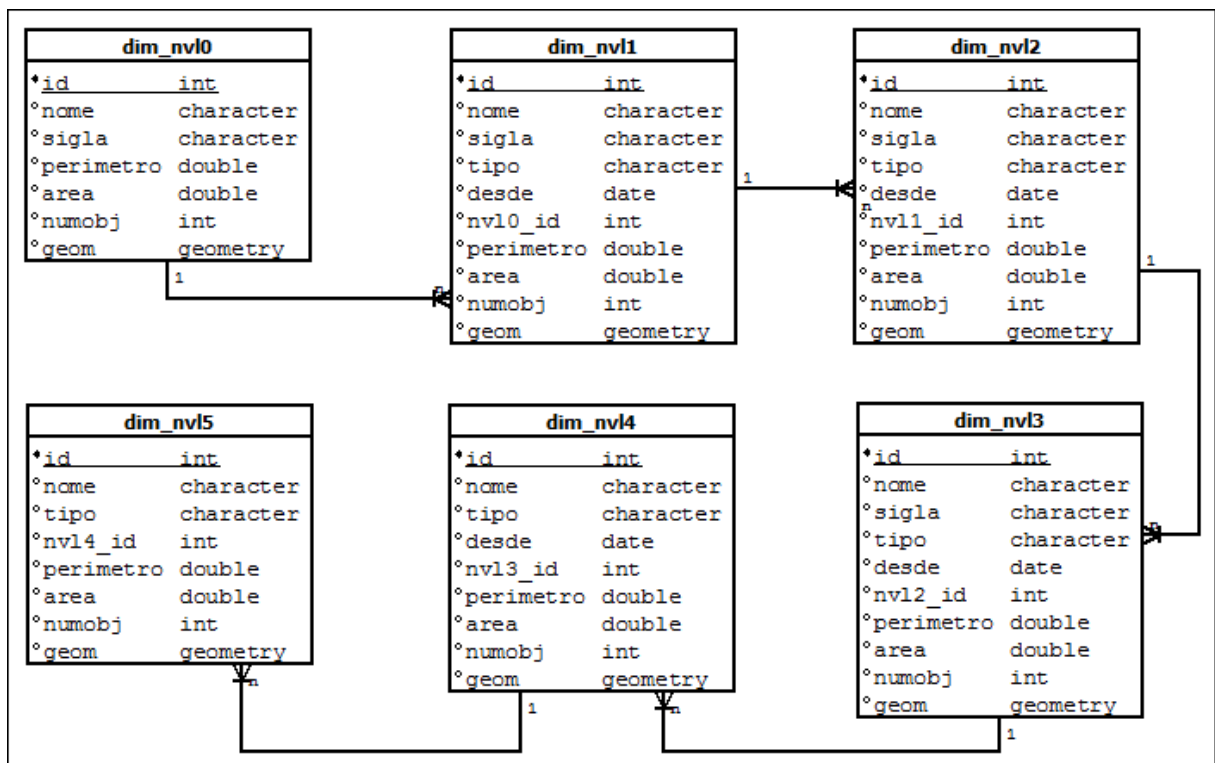 dim_nvl0
id int
nome character
sigla character
perimetro double
area double
numobj int
geom geometry
1
n
dim_nvl1
id int
nome character
sigla character
tipo character
desde date
nvl0_id int
perimetro double
area double
numobj int
geom geometry
1
n
dim_nvl2
id int
nome character
sigla character
tipo character
desde date
nvl1_id int
perimetro double
area double
numobj int
geom geometry
1
n
dim_nvl5
id int
nome character
tipo character
nvl4_id int
perimetro double
area double
numobj int
geom geometry
n
dim_nvl4
id int
nome character
tipo character
desde date
nvl3_id int
perimetro double
area double
numobj int
geom geometry
1
n
dim_nvl3
id int
nome character
sigla character
tipo character
desde date
nvl2_id int
perimetro double
area double
numobj int
geom geometry
1